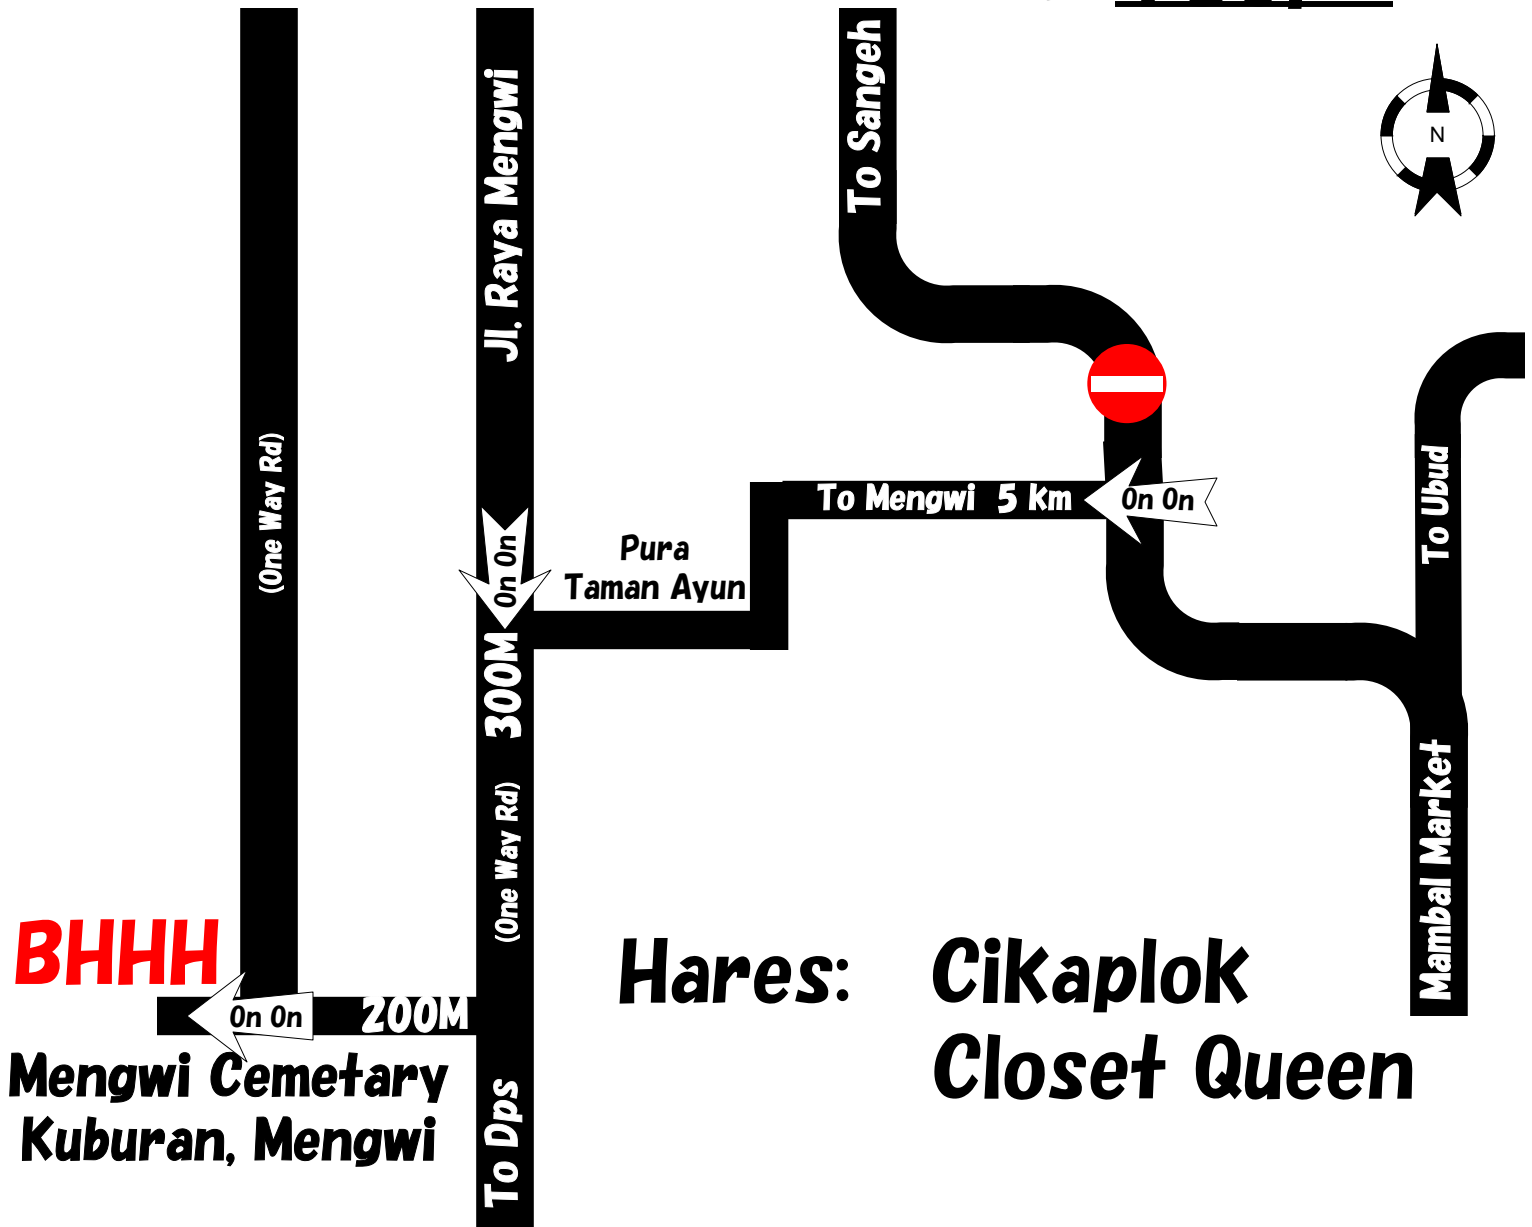 To Sangeh
Jl. Raya Mengwi
N
(One Way Rd)
To Ubud
To Mengwi 5 Km
On On
On On
Pura
Taman Ayun
300M
Mambal Market
(One Way Rd)
BHHH
On On
200M
Mengwi Cemetary
Kuburan, Mengwi
To Dps
Hares: Cikaplok
Closet Queen